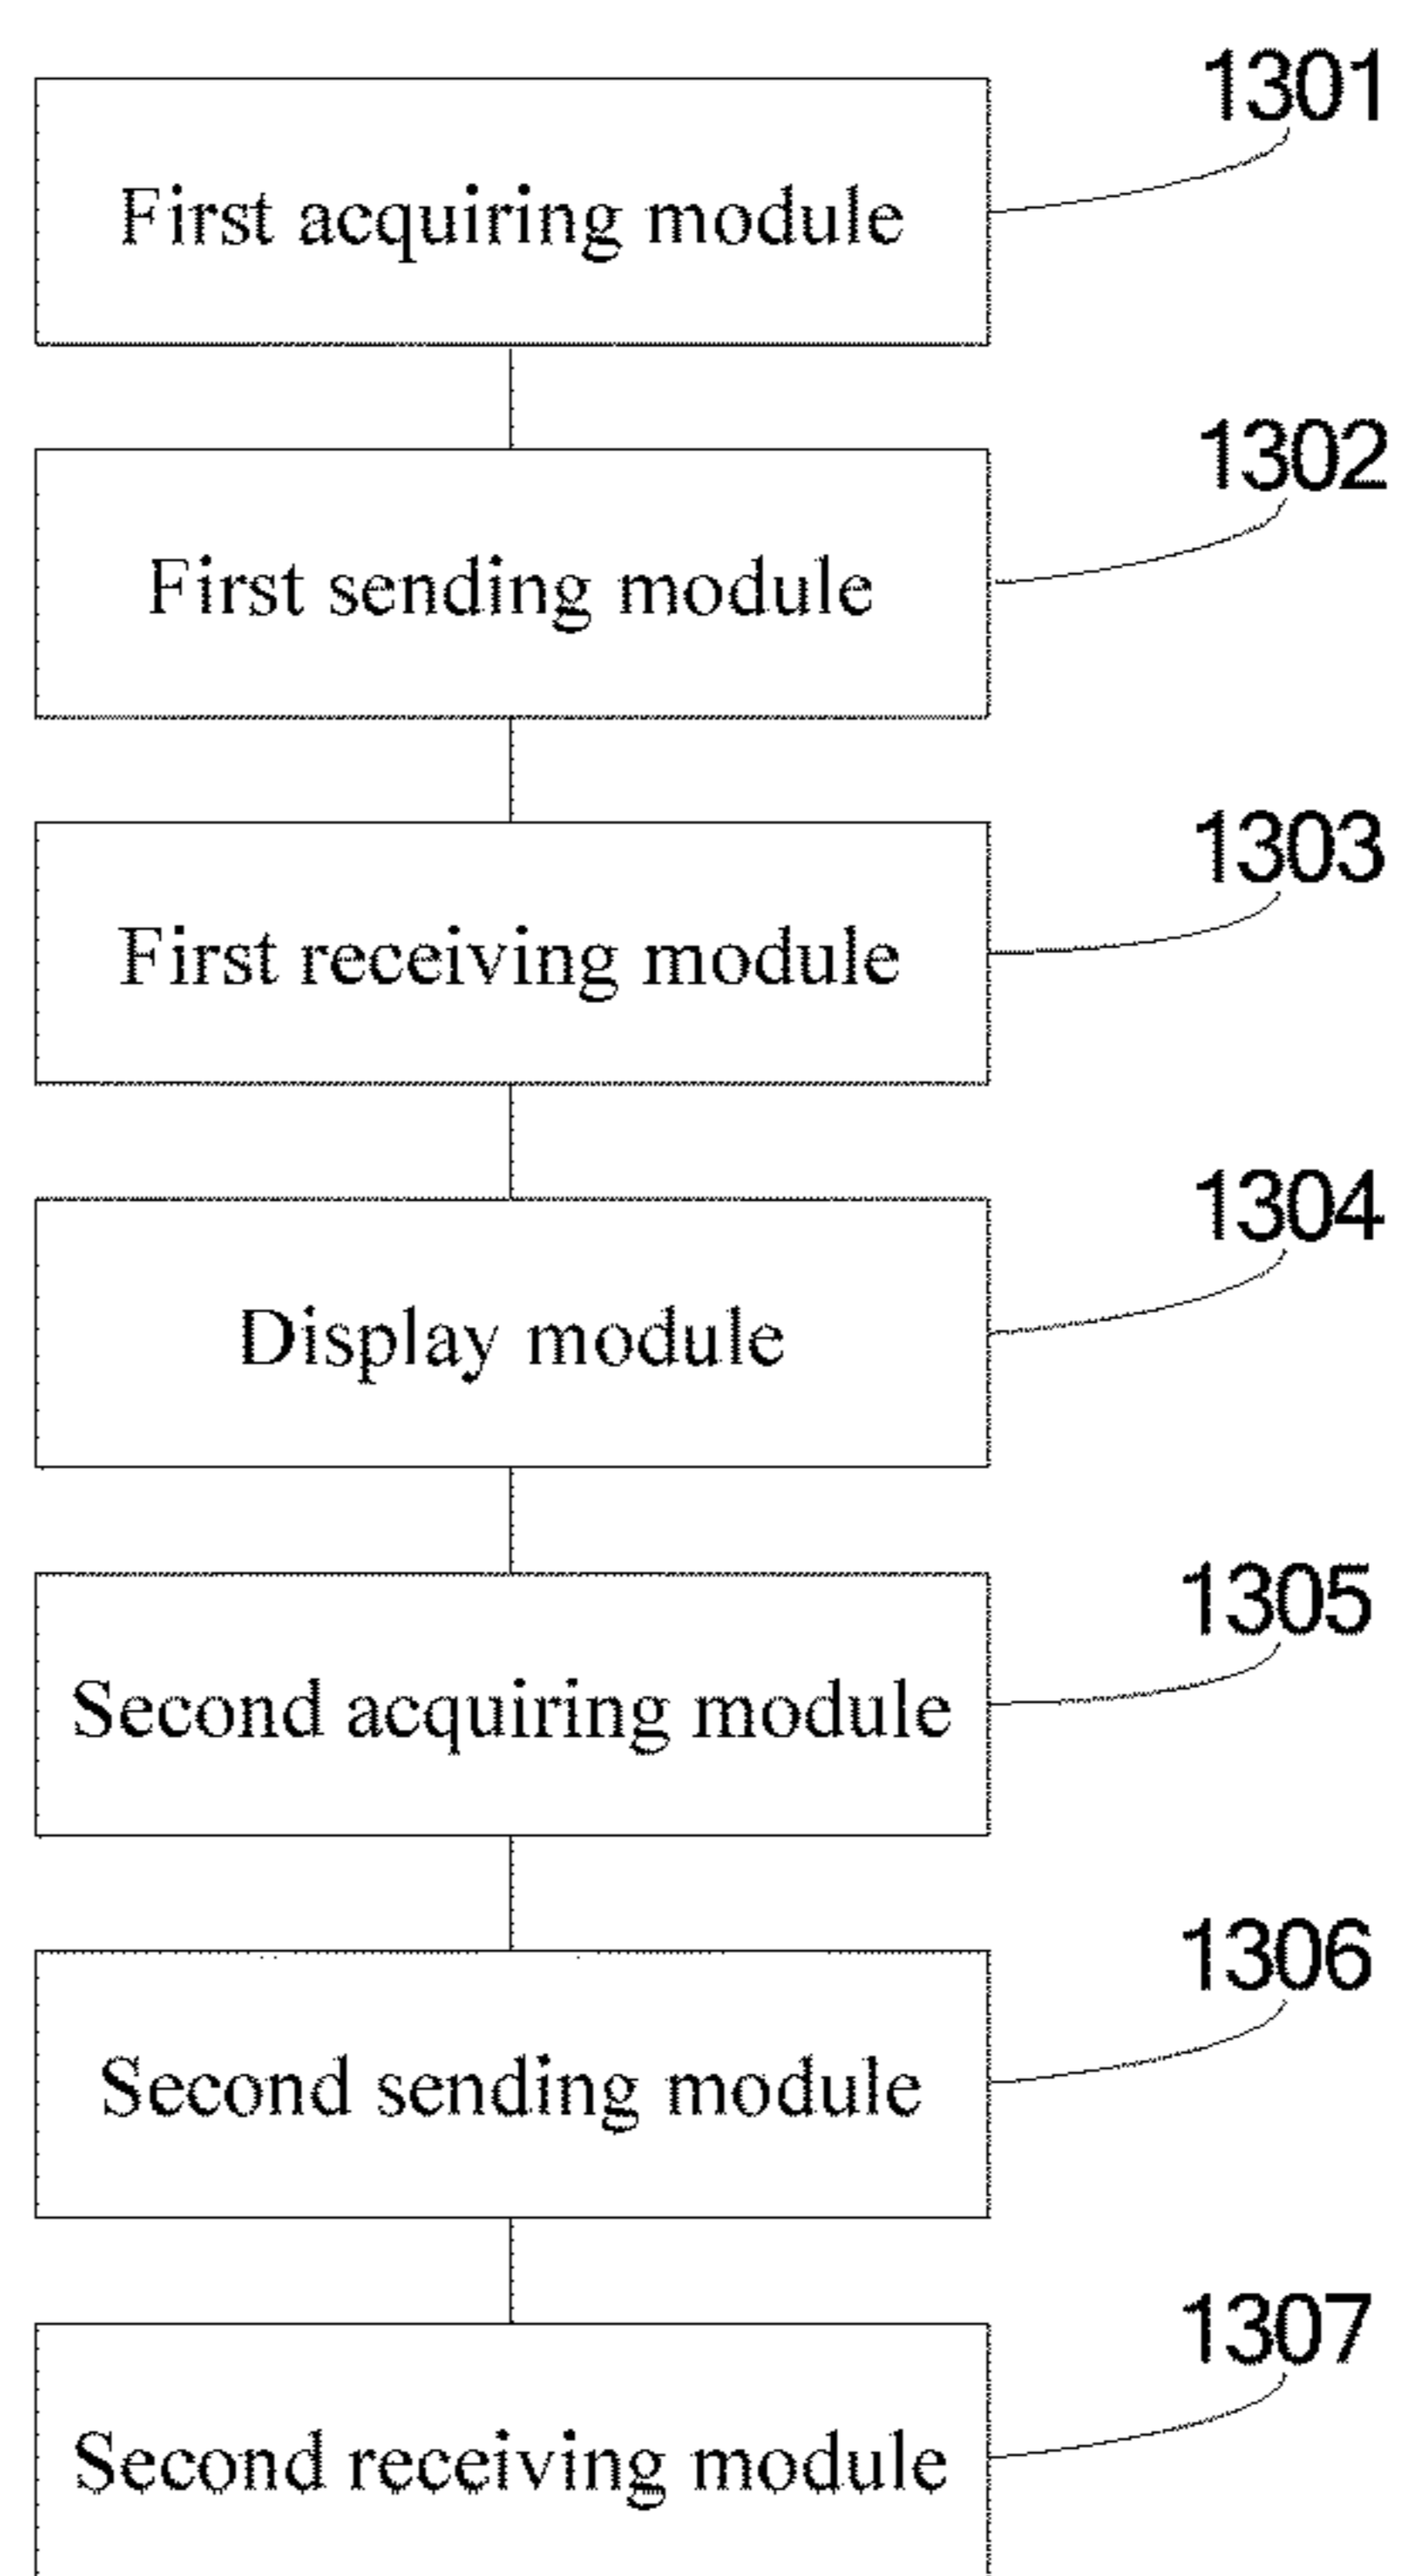 1301
First acquiring module
1302
First sending module
1303
First receiving module
1304
Display module
1305
Second acquiring module
1306
Second sending module
1307
Second receiving module